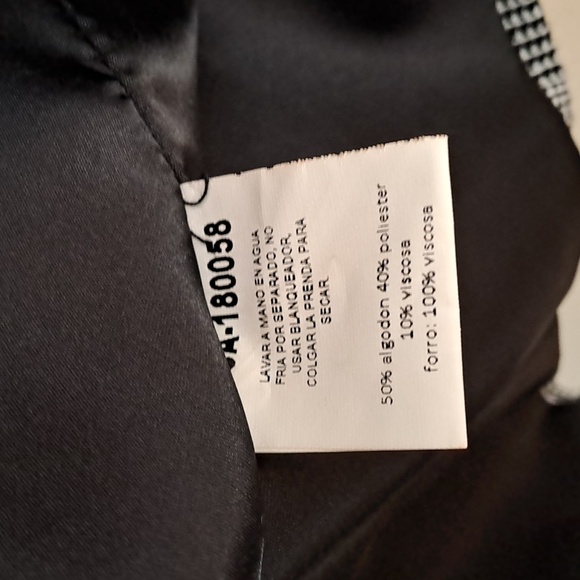 A-180058
LAVAR A MANO EN AGUA
FRIA POR SEPARADO, NO
USAR BLANQUEADOR,
COLGAR LA PRENDA PARA
SECAR.
50% algodon 40% poliester
10% viscosa
forro: 100% viscosa